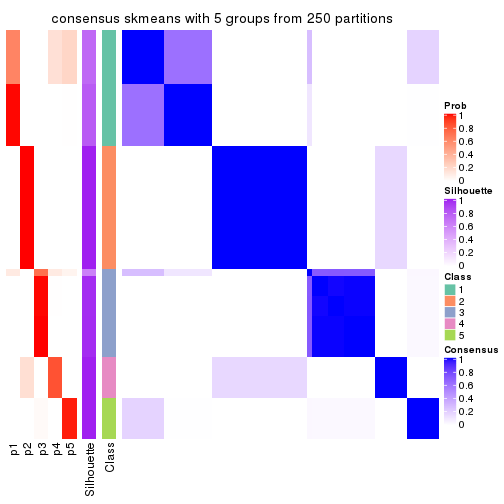 consensus skmeans with 5 groups from 250 partitions
Prob
1
0.8
0.6
0.4
0.2
0
Silhouette
1
0.8
0.6
0.4
0.2
0
Class
1
2
3
4
5
Consensus
1
0.8
0.6
0.4
0.2
0
p1
p2
p3
p4
p5
Silhouette
Class